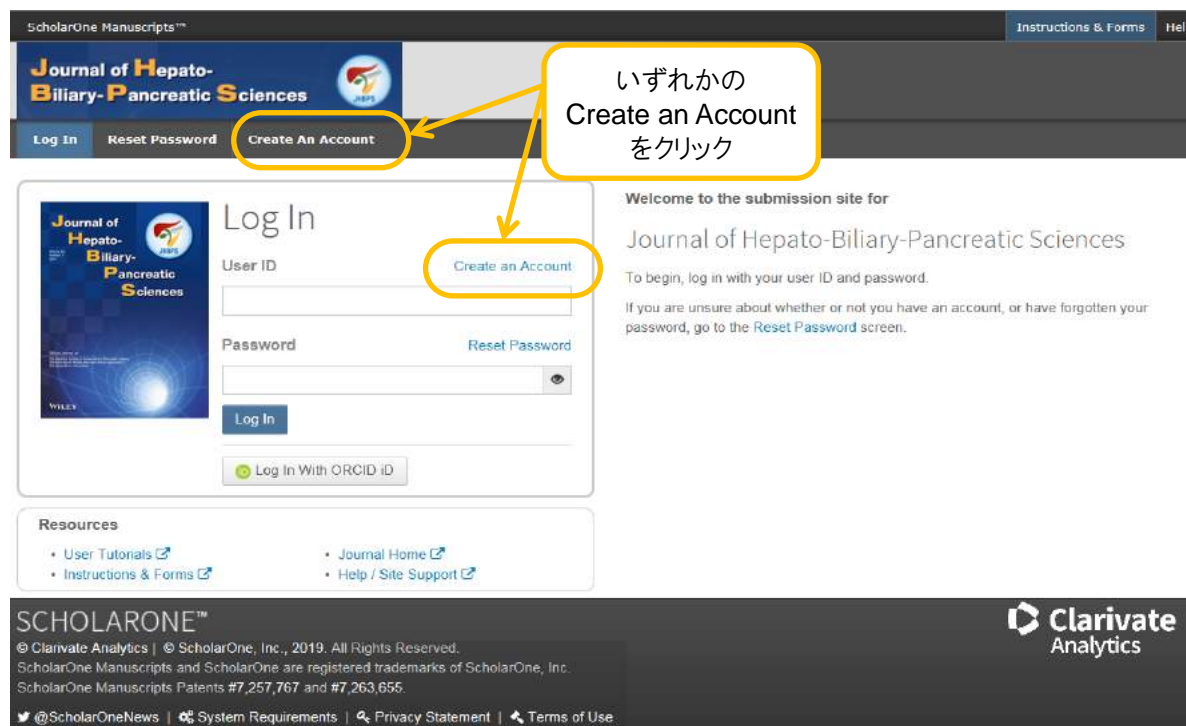 ScholarOne Manuscripts™
Instructions & Forms
Hel
Journal of Hepato-
Biliary-Pancreatic Sciences
JHBPS
いずれかの
Create an Account
をクリック
Log In
Reset Password
Create An Account
Journal of
Hepato-
Biliary-
Pancreatic
Sciences
WILEY
Log In
User ID
Create an Account
Password
Reset Password
Log In
Log In With ORCID iD
Welcome to the submission site for
Journal of Hepato-Biliary-Pancreatic Sciences
To begin, log in with your user ID and password.
If you are unsure about whether or not you have an account, or have forgotten your
password, go to the Reset Password screen.
Resources
• User Tutorials
• Instructions & Forms
• Journal Home
• Help / Site Support
SCHOLARONE™
© Clarivate Analytics | © ScholarOne, Inc., 2019. All Rights Reserved.
ScholarOne Manuscripts and ScholarOne are registered trademarks of ScholarOne, Inc.
ScholarOne Manuscripts Patents #7,257,767 and #7,263,655.
@ScholarOneNews | System Requirements | Privacy Statement | Terms of Use
Clarivate
Analytics